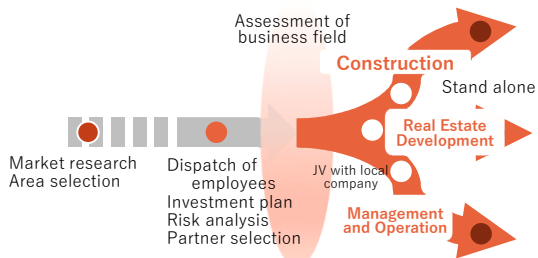 Assessment of
business field
Construction
Stand alone
Real Estate
Development
Market research
Area selection
Dispatch of
employees
Investment plan
Risk analysis
Partner selection
JV with local
company
Management
and Operation